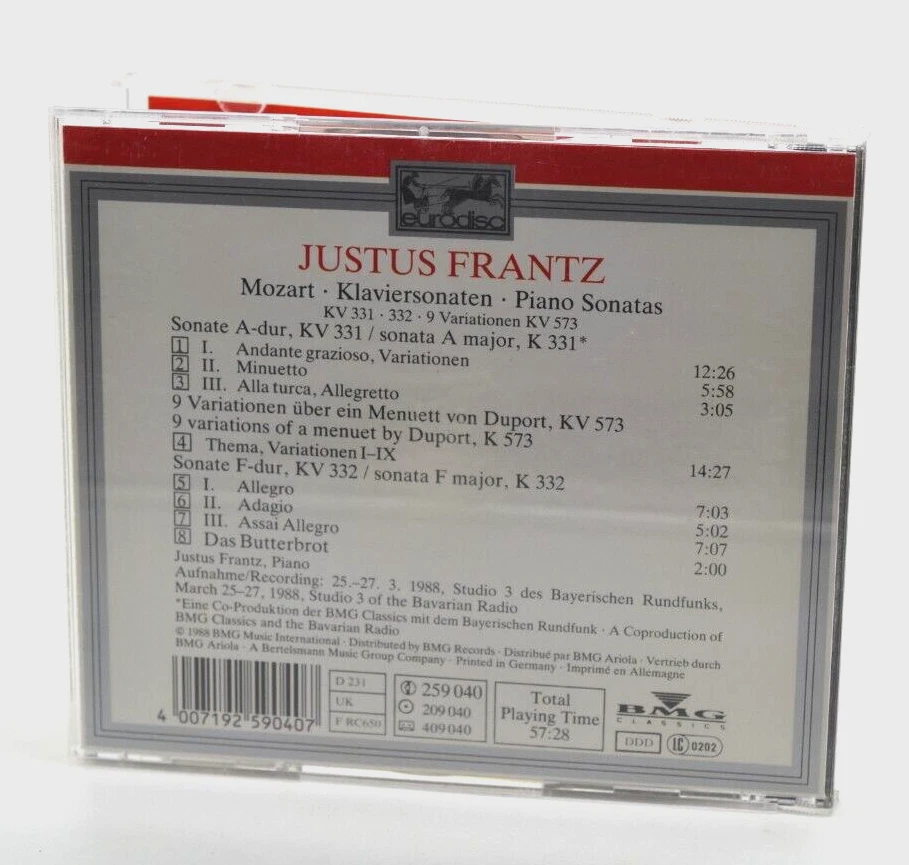 eurodisc
JUSTUS FRANTZ
Mozart · Klaviersonaten · Piano Sonatas
KV 331 · 332 · 9 Variationen KV 573
Sonate A-dur, KV 331 / sonata A major, K 331*
1 I. Andante grazioso, Variationen 12:26
2 II. Minuetto 5:58
3 III. Alla turca, Allegretto 3:05
9 Variationen über ein Menuett von Duport, KV 573
9 variations of a menuet by Duport, K 573
4 Thema, Variationen I–IX 14:27
Sonate F-dur, KV 332 / sonata F major, K 332
5 I. Allegro 7:03
6 II. Adagio 5:02
7 III. Assai Allegro 7:07
8 Das Butterbrot 2:00
Justus Frantz, Piano
Aufnahme/Recording: 25.–27. 3. 1988, Studio 3 des Bayerischen Rundfunks,
March 25–27, 1988, Studio 3 of the Bavarian Radio
*Eine Co-Produktion der BMG Classics mit dem Bayerischen Rundfunk · A Coproduction of
BMG Classics and the Bavarian Radio
© 1988 BMG Music International · Distributed by BMG Records · Distribué par BMG Ariola · Vertrieb durch
BMG Ariola · A Bertelsmann Music Group Company · Printed in Germany · Imprimé en Allemagne
4 007192 590407
D 231
UK
F RC650
259 040
209 040
409 040
Total
Playing Time
57:28
BMG
CLASSICS
DDD
LC 0202